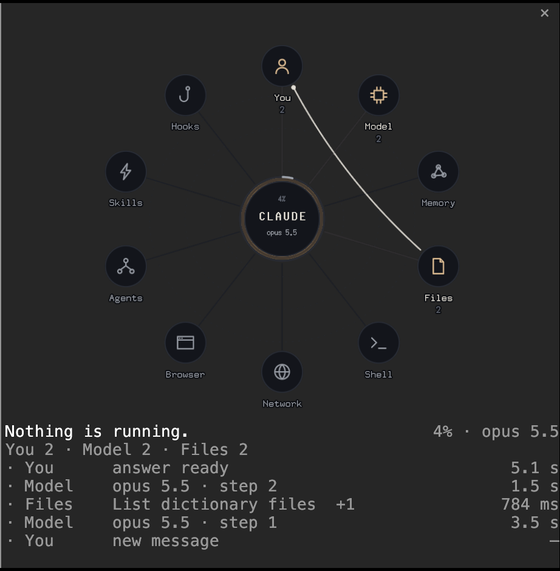 ×
You
2
Hooks
Model
2
Skills
Memory
4%
CLAUDE
opus 5.5
Agents
Files
2
Browser
Shell
Network
Nothing is running. 4% · opus 5.5
You 2 · Model 2 · Files 2
· You answer ready 5.1 s
· Model opus 5.5 · step 2 1.5 s
· Files List dictionary files +1 784 ms
· Model opus 5.5 · step 1 3.5 s
· You new message —